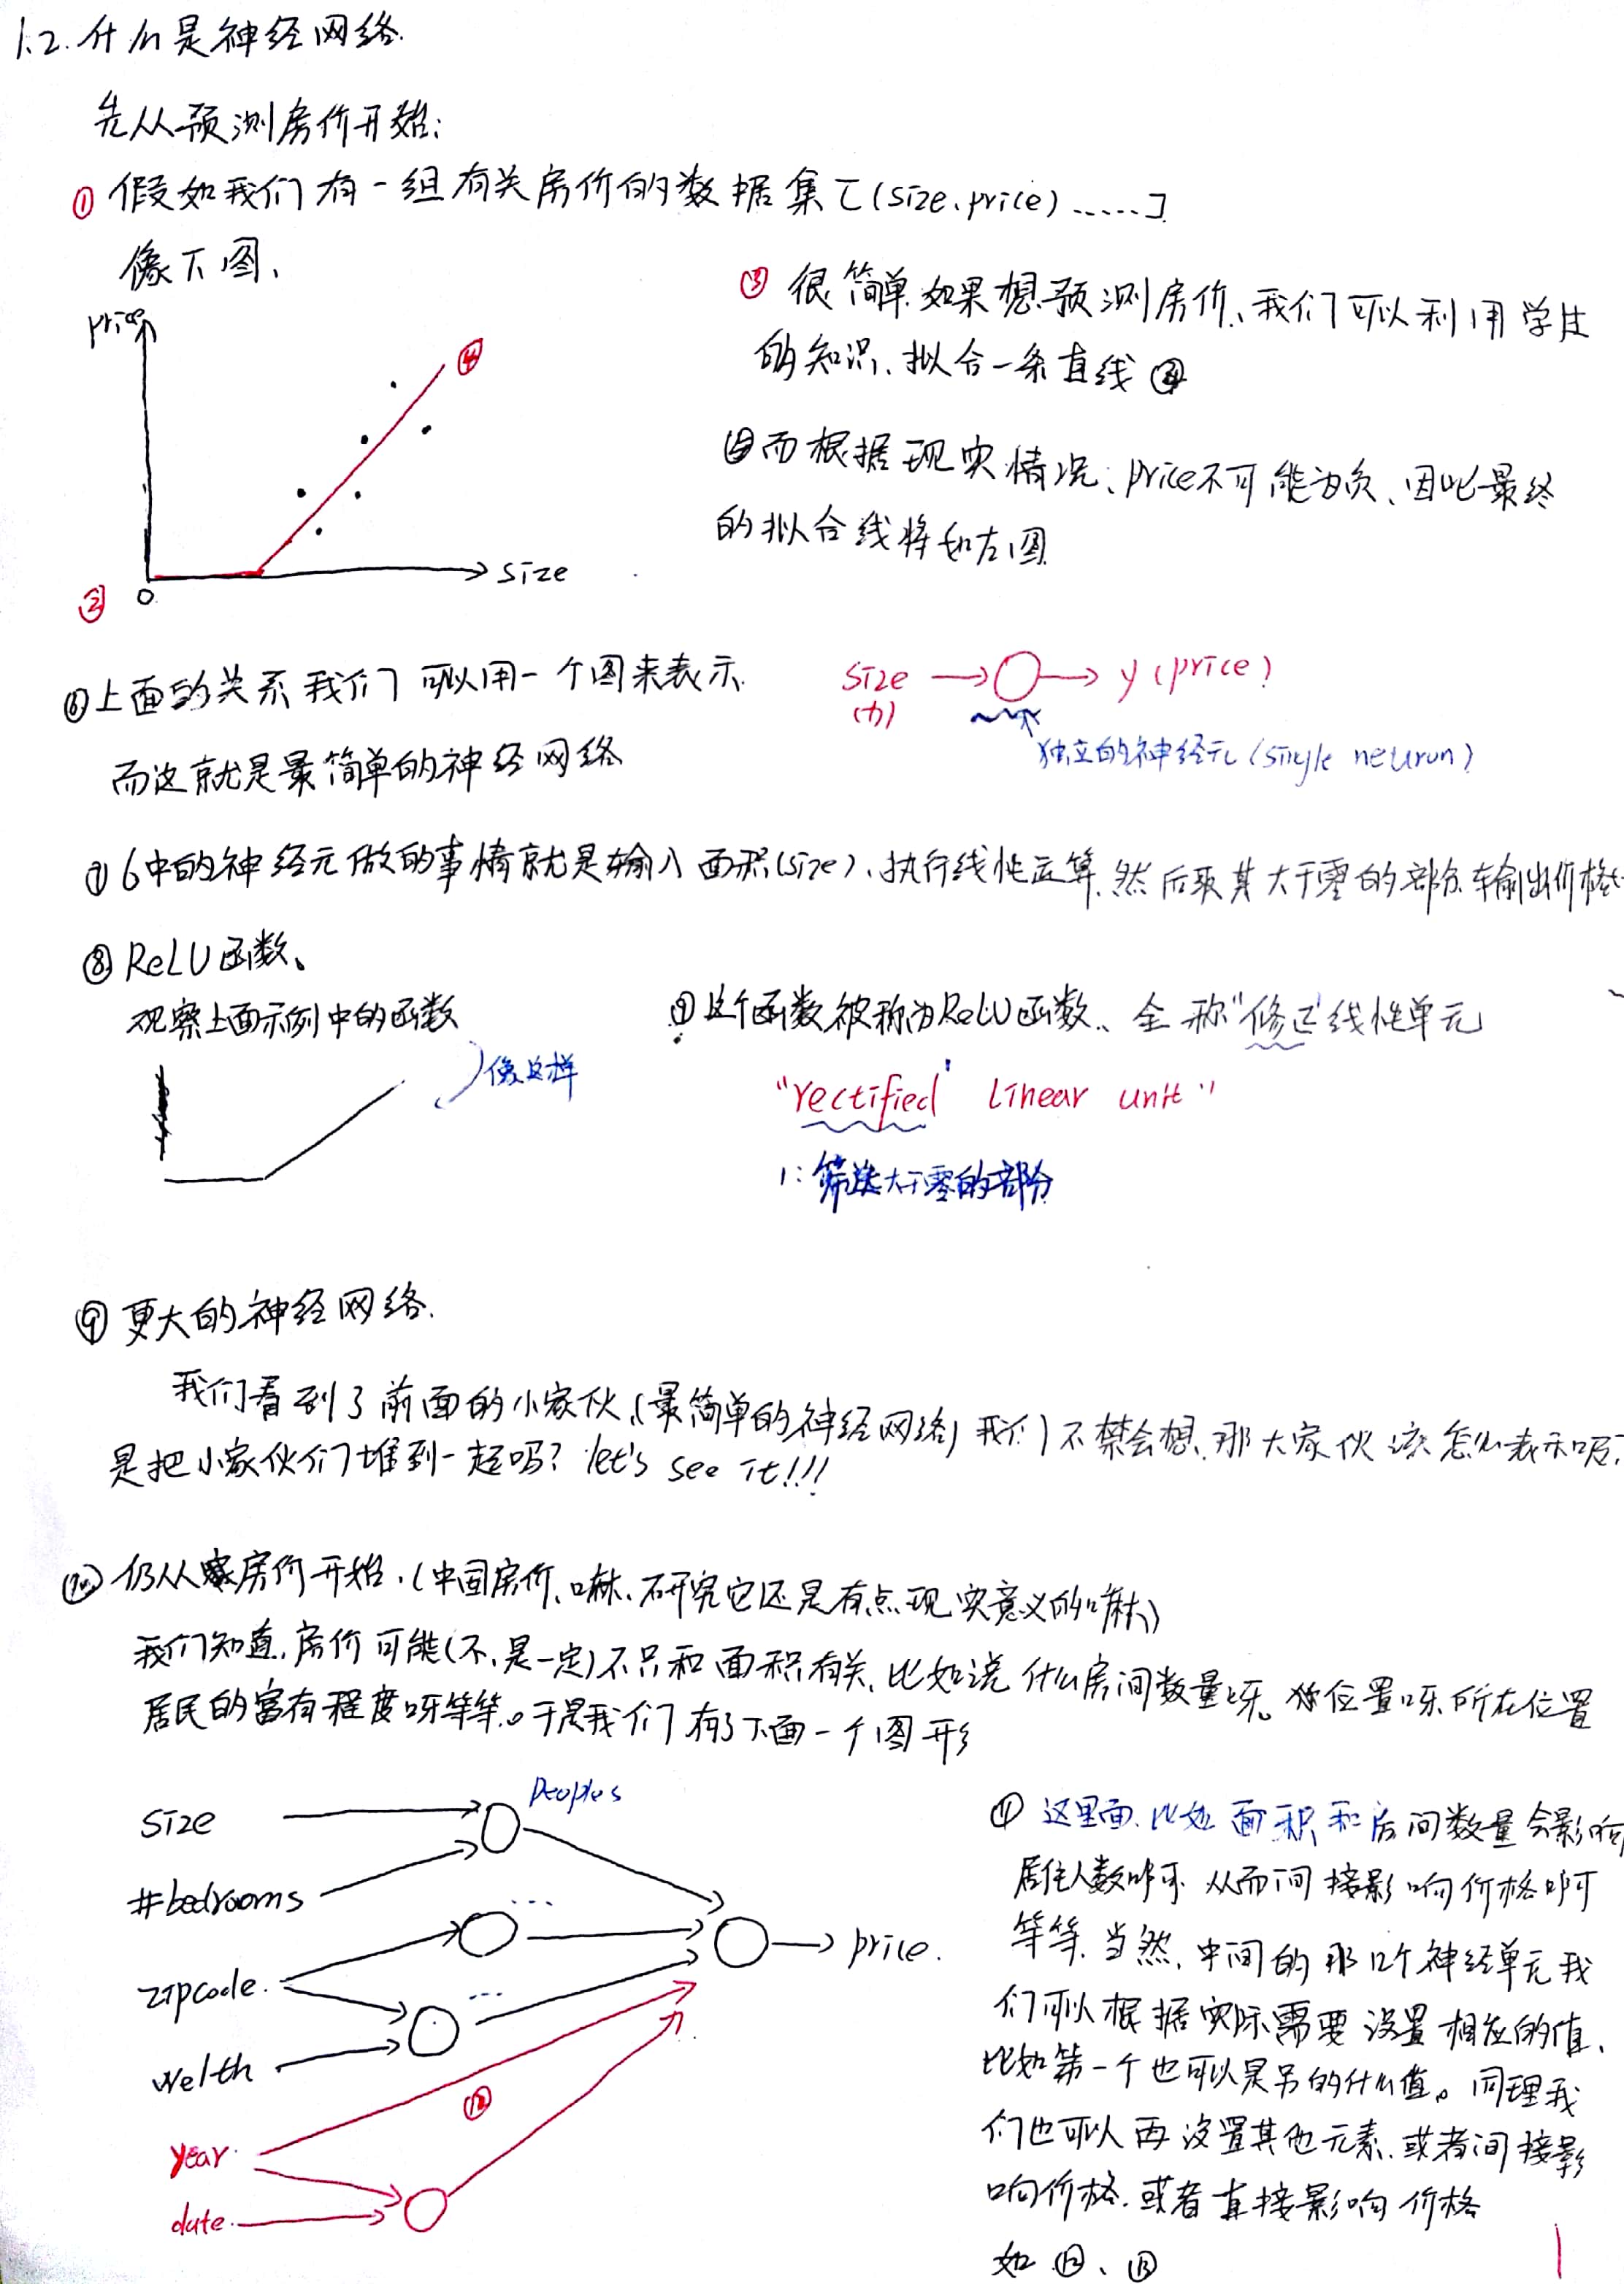 1.2. 什么是神经网络.
先从预测房价开始:
① 假如我们有一组有关房价的数据集 [(size, price) ......]
像下图、
price
④
size
② 0
③ 很简单. 如果想预测房价、我们可以利用学过
的知识、拟合一条直线 ④
⑤ 而根据现实情况、price不可能为负、因此最终
的拟合线将如左图
⑥ 上面的关系我们可以用一个图来表示.
而这就是最简单的神经网络
size → ○ → y (price)
独立的神经元 (single neuron)
⑦ 6中的神经元做的事情就是输入面积(size)、执行线性运算. 然后取其大于零的部分. 输出价格
⑧ ReLU函数、
观察上面示例中的函数
像这样
这个函数被称为ReLU函数、全称"修正"线性单元
"rectified linear unit"
1: 筛选大于零的部分
⑨ 更大的神经网络.
我们看到了前面的小家伙(最简单的神经网络) 我们不禁会想. 那大家伙该怎么表示呢?
是把小家伙们堆到一起吗? let's see it!!!
⑩ 仍从房价开始. (中国房价、嘛、研究它还是有点现实意义的嘛)
我们知道. 房价可能(不、是一定)不只和面积有关. 比如说什么房间数量呀。位置呀. 所在位置
居民的富有程度呀等等。于是我们有了下面一个图形
size
peoples
#bedrooms
...
zipcode.
...
welth
price.
year.
⑫
date.
⑪ 这里面. 比如面积和房间数量会影响
居住人数啊. 从而间接影响价格啊
等等. 当然. 中间的那几个神经单元我
们可以根据实际需要设置相应的值.
比如第一个也可以是另的什么值。同理我
们也可以再设置其他元素. 或者间接影
响价格. 或者直接影响价格
如 ⑫、⑬